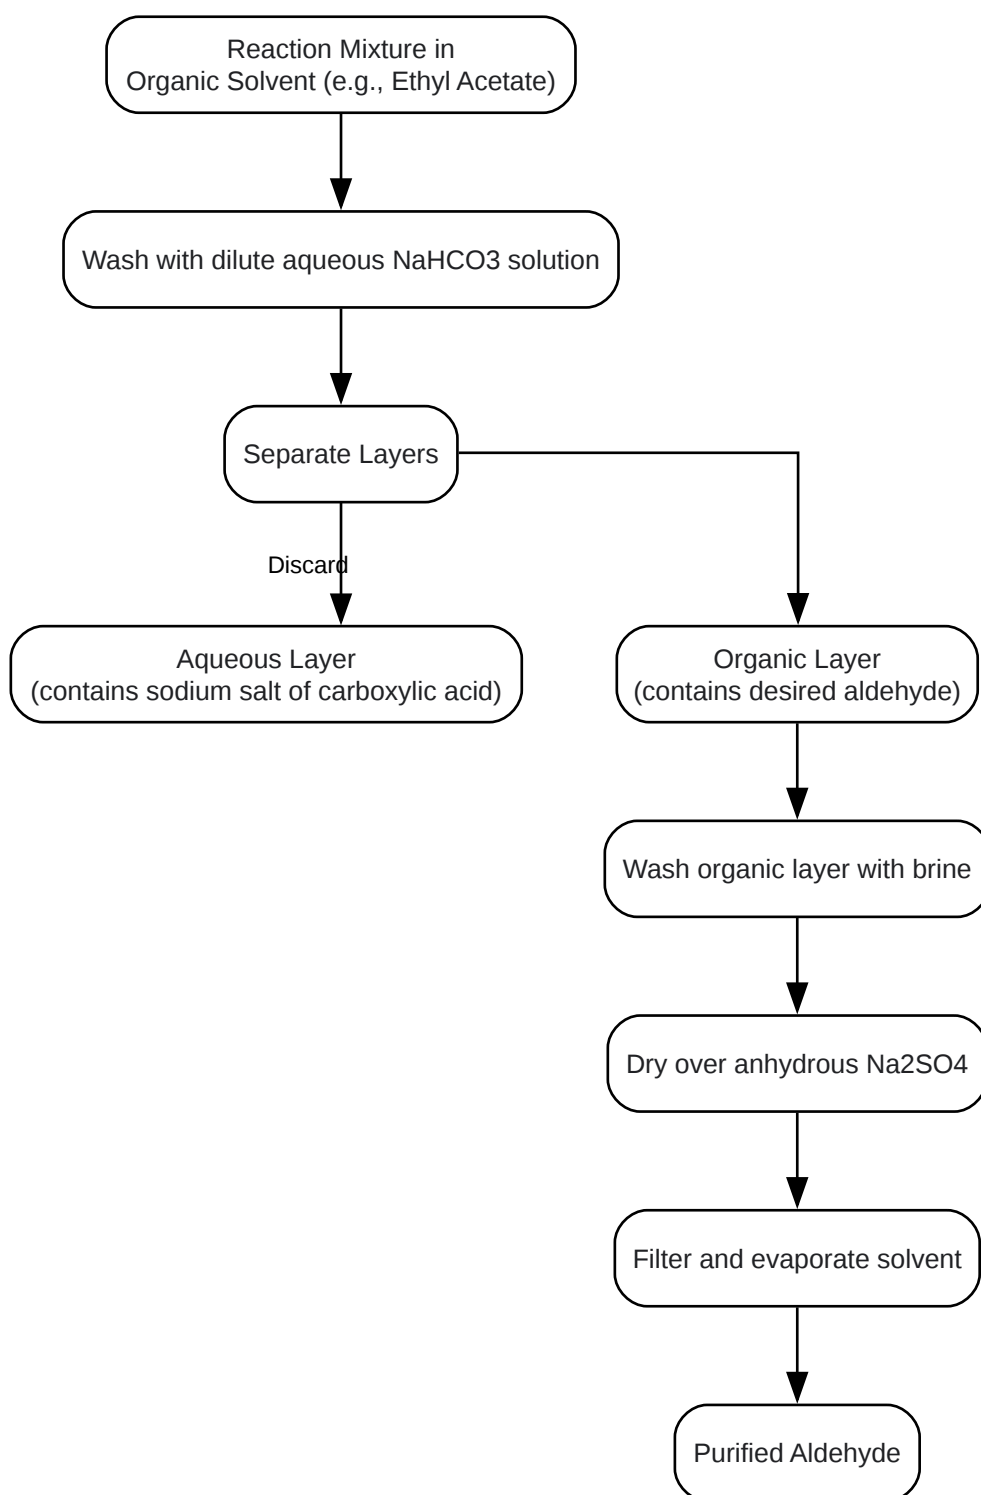 Reaction Mixture in
Organic Solvent (e.g., Ethyl Acetate)
Wash with dilute aqueous NaHCO3 solution
Separate Layers
Discard
Aqueous Layer
(contains sodium salt of carboxylic acid)
Organic Layer
(contains desired aldehyde)
Wash organic layer with brine
Dry over anhydrous Na2SO4
Filter and evaporate solvent
Purified Aldehyde